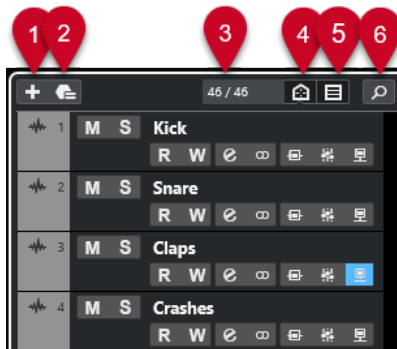 1 2 3 4 5 6
46 / 46
1 M S Kick
R W e
2 M S Snare
R W e
3 M S Claps
R W e
4 M S Crashes
R W e